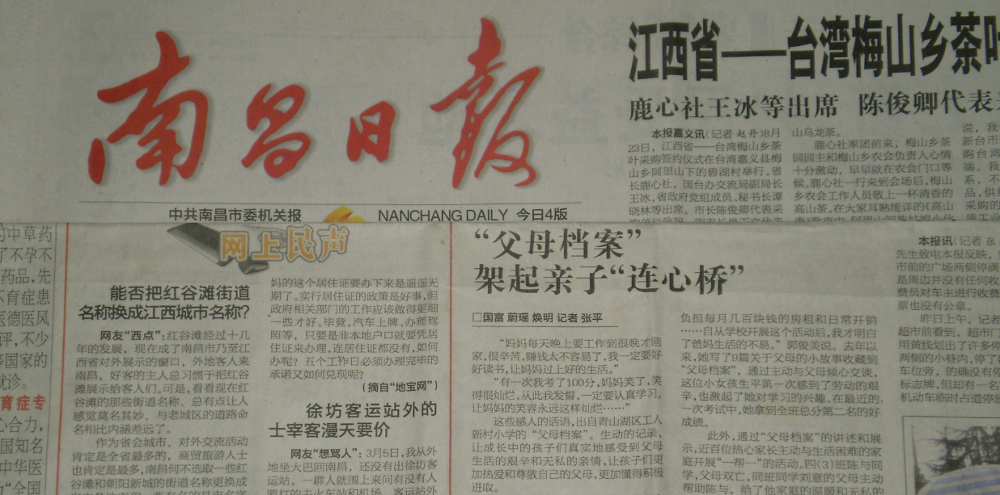 南昌日报
中共南昌市委机关报
NANCHANG DAILY 今日4版
江西省——台湾梅山乡茶叶
鹿心社王冰等出席 陈俊卿代表
本报嘉义讯(记者 赵丹)8月
23日，江西省——台湾梅山乡茶
叶采购签约仪式在台湾嘉义县梅
山乡阿里山下的碧湖村举行。省
长鹿心社，国台办交流局副局长
王冰，省政府党组成员、秘书长谭
晓林等出席。市长陈俊卿代表采
山乌龙茶。
鹿心社率团前来，梅山乡茶
园园主和梅山乡农会负责人心情
十分激动，早早就在农会门口等
候。鹿心社一行来到会场后，梅山
乡农会工作人员敬上一杯清香的
高山茶。在大家耳熟能详的《高山
说，我
新台市
购台湾
端。我
系，不
品，供
采购的
中草药
了不孕不
药品，先
不育症患
医德医风
评，不少
等国家的
就诊。
育症专
心合力，
国知名
中华医
“全国
网上民声
能否把红谷滩街道
名称换成江西城市名称？
网友“西点”：红谷滩经过十几
年的发展，现在成了南昌市乃至江
西省对外展示的窗口，外地客人来
南昌，好客的主人总习惯于把红谷
滩展示给客人们。可是，看看现在红
谷滩的那些街道名称、总有点让人
感觉莫名其妙、与老城区的道路命
名相比内涵差远了。
作为省会城市、对外交流活动
肯定是全省最多的，商贸旅游人士
也肯定是最多，南昌何不选取一些红
谷滩和朝阳新城的街道名称更换成
妈的这个居住证要办下来是遥遥无
期了。实行居住证的政策是好事，但
政府相关部门的工作应该做得更细
一些才好。毕竟，汽车上牌、办理驾
照等，只要是非本地户口就要凭居
住证来办理，连居住证都没有，如何
办呢？五个工作日必须办理完毕的
承诺又如何兑现呢？
(摘自“地宝网”)
徐坊客运站外的
士宰客漫天要价
网友“想骂人”：3月5日，我从外
地坐大巴回南昌，还没有出徐坊客
运站，一群人就围上来问有没有人
要打的去火车站和机场。客运站外
“父母档案”
架起亲子“连心桥”
□国富 蔚瑶 焕明 记者 张平
“妈妈每天晚上要工作到很晚才回
家，很辛苦，赚钱太不容易了，我一定要好
好读书，让妈妈过上好的生活。”
“有一次我考了100分，妈妈笑了，笑
得很灿烂，从此我发誓，一定要认真学习，
让妈妈的笑容永远这样灿烂……”
这些感人的话语，出自青山湖区工人
新村小学的“父母档案”。生动的记录，
让成长中的孩子们真实地感受到父母
生活的艰辛和无私的亲情，让孩子们更
加热爱和尊敬自己的父母，更加懂得积极
进取。
负担每月几百块钱的房租和日常开销
……自从学校开展这个活动后，我才明白
了爸妈生活的不易。”郭俊美说。去年以
来，她写了9篇关于父母的小故事收藏到
“父母档案”，通过主动与父母倾心交谈，
这位小女孩生平第一次感到了劳动的艰
辛，也激起了她对学习的兴趣。在最近的
一次考试中，她拿到全班总分第二名的好
成绩。
此外，通过“父母档案”的讲述和展
示，近百位热心家长主动与生活困难的家
庭开展“一帮一”的活动。四(3)班陈与同
学，父母双亡，同班同学刘意的父母主动
帮助陈与，给了他家庭的温暖和无私的
本报讯(记者 张
先生致电本报反映，
市前的广场两侧停满
是周边并没有任何收
费员对车主进行收费
票也没有公章。
昨日上午，记者
超市前看到，超市门
用黄线划出了许多停
两侧的小巷内，停了
车位旁，的确没有停
标志牌，但却有一名
机动车临时占道停放